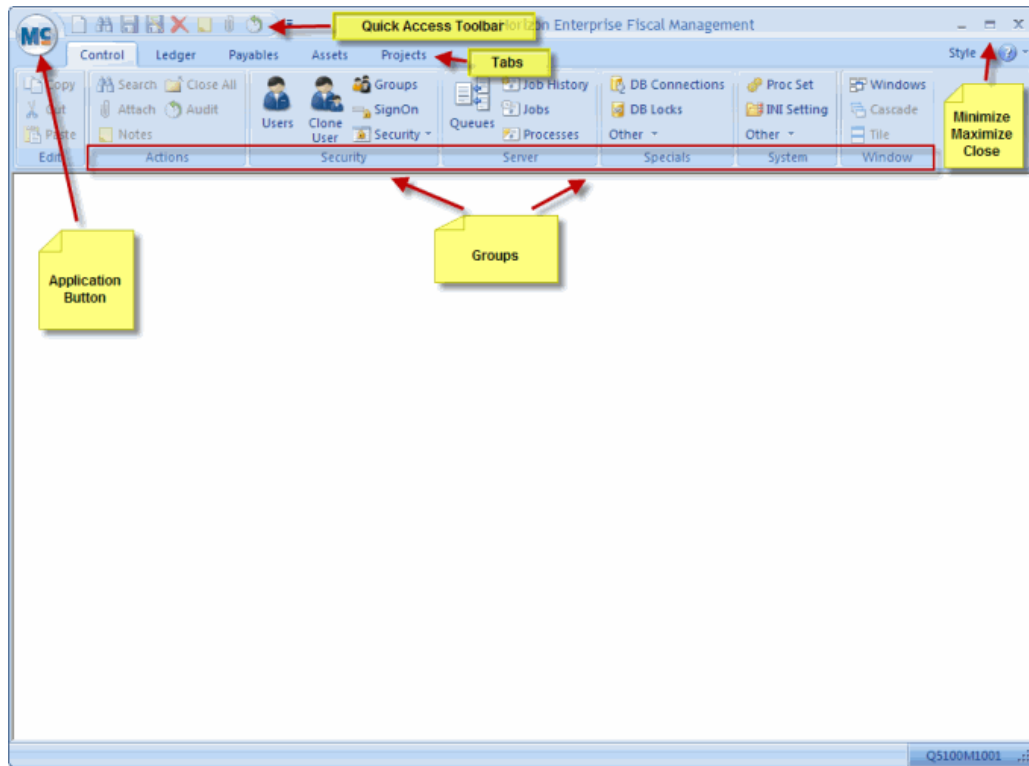 MC
Quick Access Toolbar
Horizon Enterprise Fiscal Management
Control Ledger Payables Assets Projects
Tabs
Style
Copy Search Close All Groups Job History DB Connections Proc Set Windows
Cut Attach Audit Users Clone User SignOn Queues Jobs DB Locks INI Setting Cascade
Paste Notes Security Processes Other Other Tile
Edit Actions Security Server Specials System Window
Minimize
Maximize
Close
Application
Button
Groups
Q5100M1001